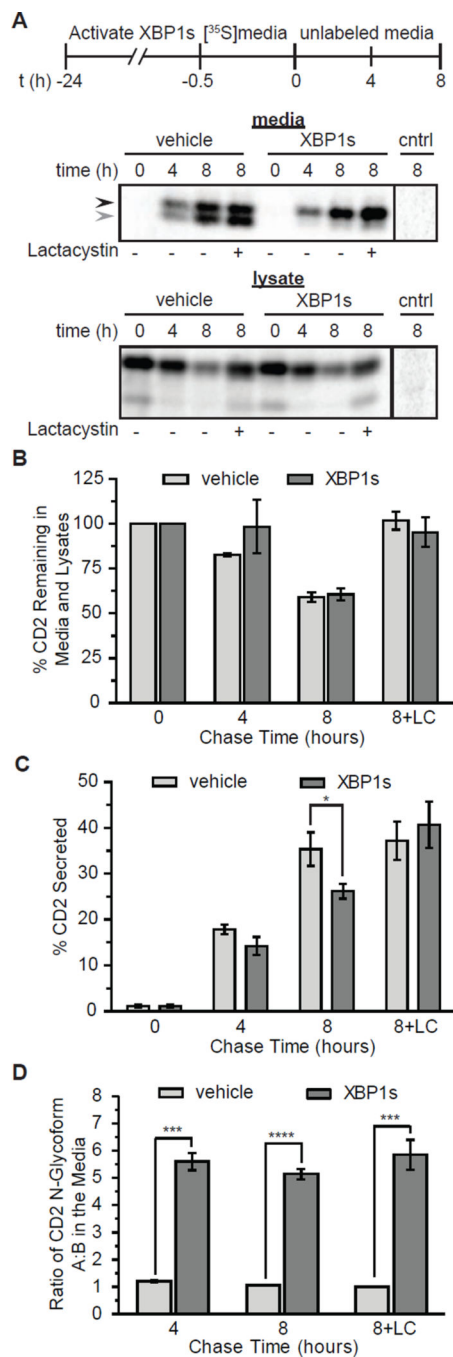 A
Activate XBP1s [³⁵S]media unlabeled media
t (h) -24 -0.5 0 4 8
media
vehicle XBP1s cntrl
time (h) 0 4 8 8 0 4 8 8 8
Lactacystin - - - + - - - +
lysate
vehicle XBP1s cntrl
time (h) 0 4 8 8 0 4 8 8 8
Lactacystin - - - + - - - +
B
vehicle XBP1s
% CD2 Remaining in
Media and Lysates
125
100
75
50
25
0
0 4 8 8+LC
Chase Time (hours)
C
vehicle XBP1s
% CD2 Secreted
50
40
30
20
10
0
*
0 4 8 8+LC
Chase Time (hours)
D
vehicle XBP1s
Ratio of CD2 N-Glycoform
A:B in the Media
8
7
6
5
4
3
2
1
0
*** **** ***
4 8 8+LC
Chase Time (hours)